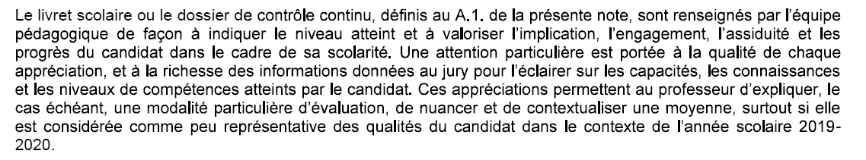 Le livret scolaire ou le dossier de contrôle continu, définis au A.1. de la présente note, sont renseignés par l'équipe
pédagogique de façon à indiquer le niveau atteint et à valoriser l'implication, l'engagement, l'assiduité et les
progrès du candidat dans le cadre de sa scolarité. Une attention particulière est portée à la qualité de chaque
appréciation, et à la richesse des informations données au jury pour l'éclairer sur les capacités, les connaissances
et les niveaux de compétences atteints par le candidat. Ces appréciations permettent au professeur d'expliquer, le
cas échéant, une modalité particulière d'évaluation, de nuancer et de contextualiser une moyenne, surtout si elle
est considérée comme peu représentative des qualités du candidat dans le contexte de l'année scolaire 2019-
2020.